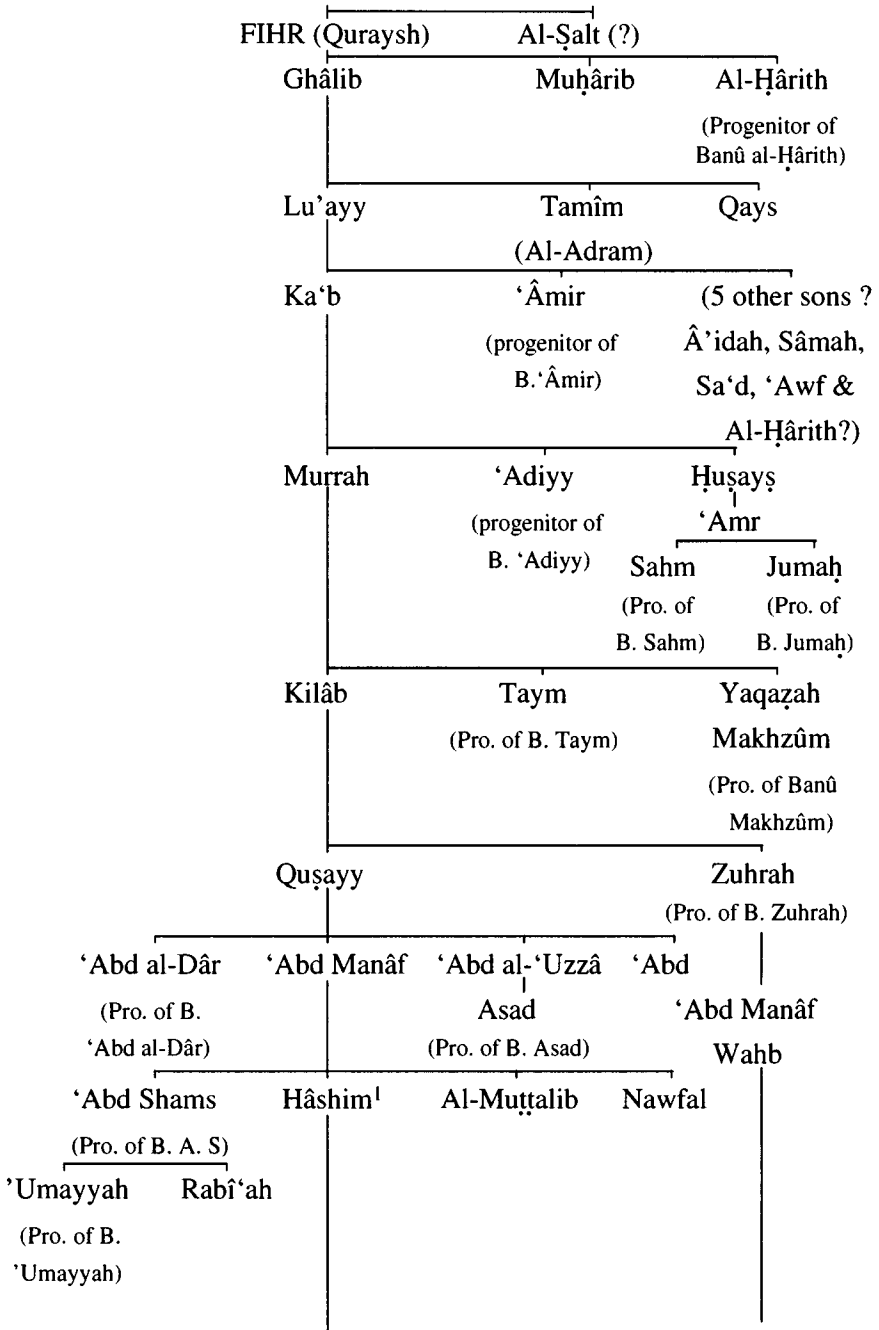 FIHR (Quraysh) Al-Ṣalt (?)
Ghâlib Muḥârib Al-Ḥârith
(Progenitor of
Banû al-Ḥârith)
Lu’ayy Tamîm Qays
(Al-Adram)
Ka‘b ‘Âmir (5 other sons ?
(progenitor of Â’idah, Sâmah,
B.‘Âmir) Sa‘d, ‘Awf &
Al-Ḥârith?)
Murrah ‘Adiyy Ḥuṣayṣ
(progenitor of ‘Amr
B. ‘Adiyy) Sahm Jumaḥ
(Pro. of (Pro. of
B. Sahm) B. Jumaḥ)
Kilâb Taym Yaqaẓah
(Pro. of B. Taym) Makhzûm
(Pro. of Banû
Makhzûm)
Quṣayy Zuhrah
(Pro. of B. Zuhrah)
‘Abd al-Dâr ‘Abd Manâf ‘Abd al-‘Uzzâ ‘Abd
(Pro. of B. Asad ‘Abd Manâf
‘Abd al-Dâr) (Pro. of B. Asad) Wahb
‘Abd Shams Hâshim¹ Al-Muṭṭalib Nawfal
(Pro. of B. A. S)
’Umayyah Rabî‘ah
(Pro. of B.
’Umayyah)